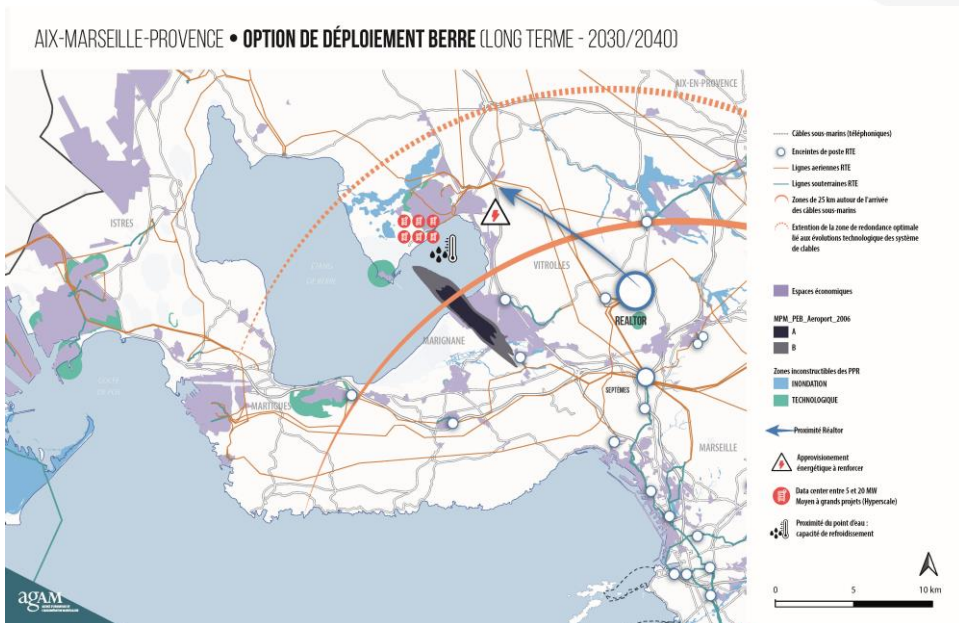 AIX-MARSEILLE-PROVENCE • OPTION DE DÉPLOIEMENT BERRE (LONG TERME - 2030/2040)
AIX-EN-PROVENCE
ISTRES
VITROLLES
REALTOR
MARIGNANE
SEPTÈMES
MARTIGUES
MARSEILLE
Câbles sous-marins (téléphoniques)
Enceintes de poste RTE
Lignes aeriennes RTE
Lignes souterraines RTE
Zones de 25 km autour de l'arrivée
des câbles sous-marins
Extention de la zone de redondance optimale
lié aux évolutions technologique des système
de clables
Espaces économiques
NPM_PEB_Aeroport_2006
A
B
Zones inconstructibles des PPR
INONDATION
TECHNOLOGIQUE
Proximité Réaltor
Approvisionement
énergétique à renforcer
Data center entre 5 et 20 MW
Moyen à grands projets (Hyperscale)
Proximité du point d'eau :
capacité de refroidissement
0 5 10 km
agAM